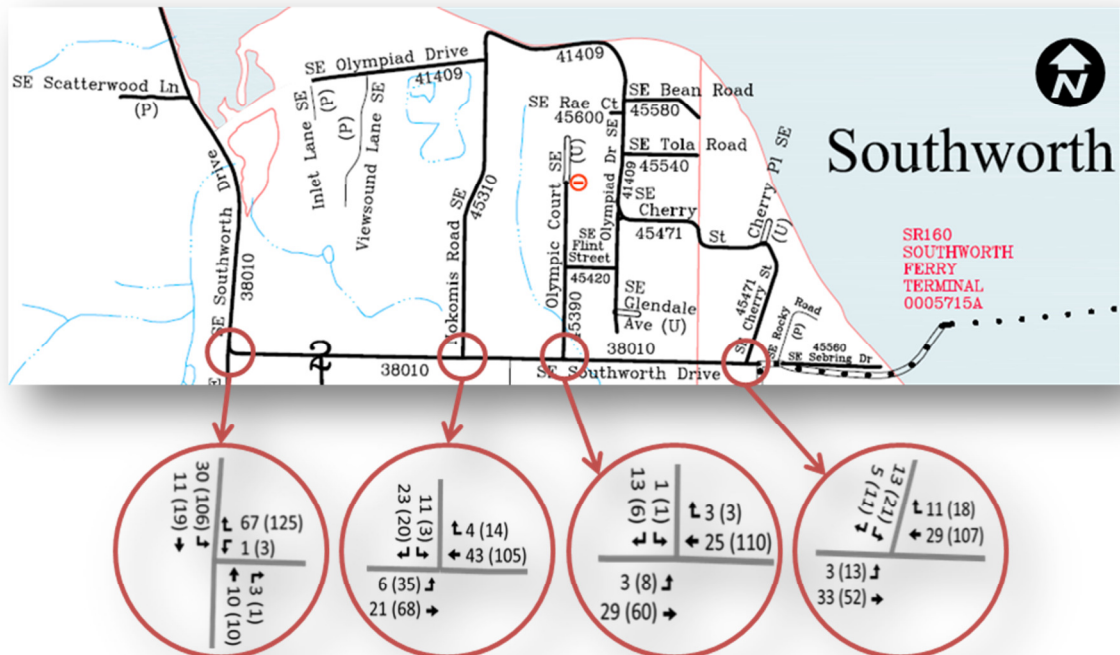 SE Scatterwood Ln
(P)
SE Olympiad Drive
41409
Inlet Lane SE
(P)
Viewsound Lane SE
(P)
SE Southworth Drive
38010
Mokomis Road SE
45310
41409
SE Rae Ct
45600
SE Bean Road
45580
SE Tola Road
45540
Olympiad Dr SE
41409
Olympic Court SE
(U)
45390
SE
Cherry
St
45471
SE
Flint
Street
45420
SE
Glendale
Ave (U)
Cherry Pl SE
(U)
45471
SE Cherry St
SE Rocky Road
(P)
45560
SE Sebring Dr
38010
38010
SE Southworth Drive
N
Southworth
SR160
SOUTHWORTH
FERRY
TERMINAL
0005715A
30 (106)
11 (19)
67 (125)
1 (3)
3 (1)
10 (10)
11 (3)
23 (20)
4 (14)
43 (105)
6 (35)
21 (68)
1 (1)
13 (6)
3 (3)
25 (110)
3 (8)
29 (60)
13 (21)
5 (11)
11 (18)
29 (107)
3 (13)
33 (52)